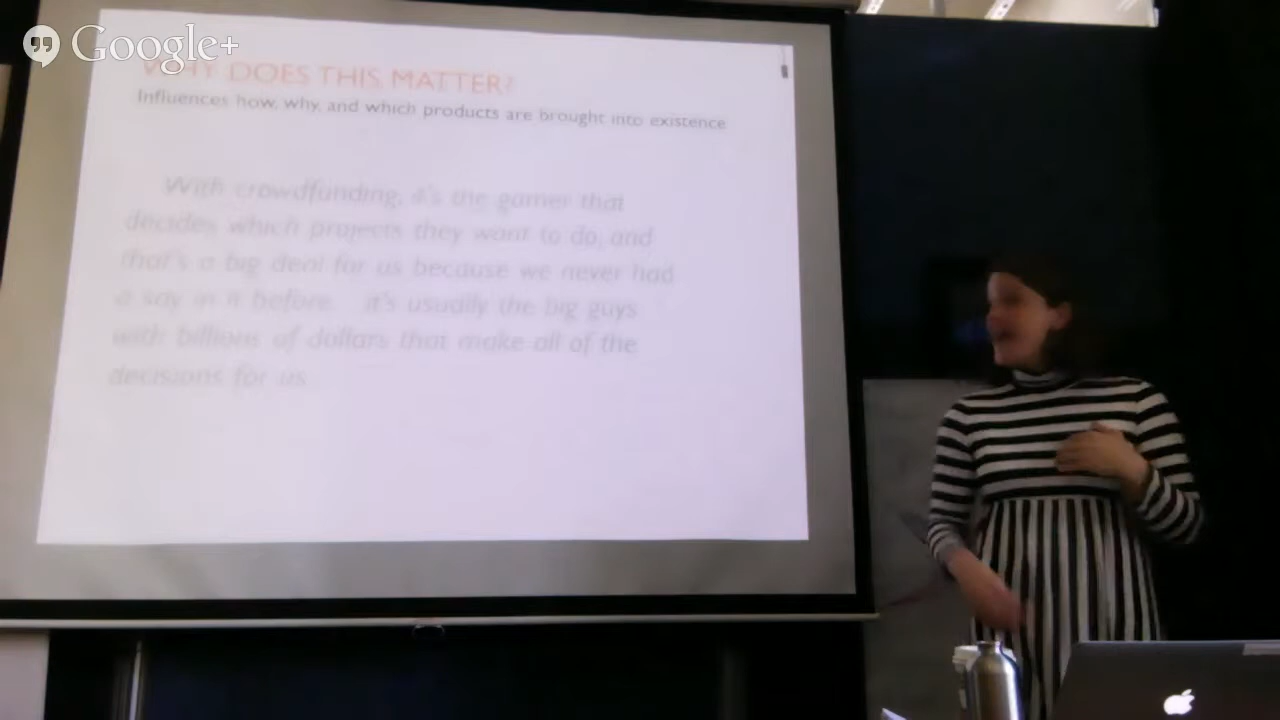 Google+
WHY DOES THIS MATTER?
Influences how, why, and which products are brought into existence
With crowdfunding, it's the gamer that
decides which projects they want to do, and
that's a big deal for us because we never had
a say in it before. it's usually the big guys
with billions of dollars that make all of the
decisions for us.